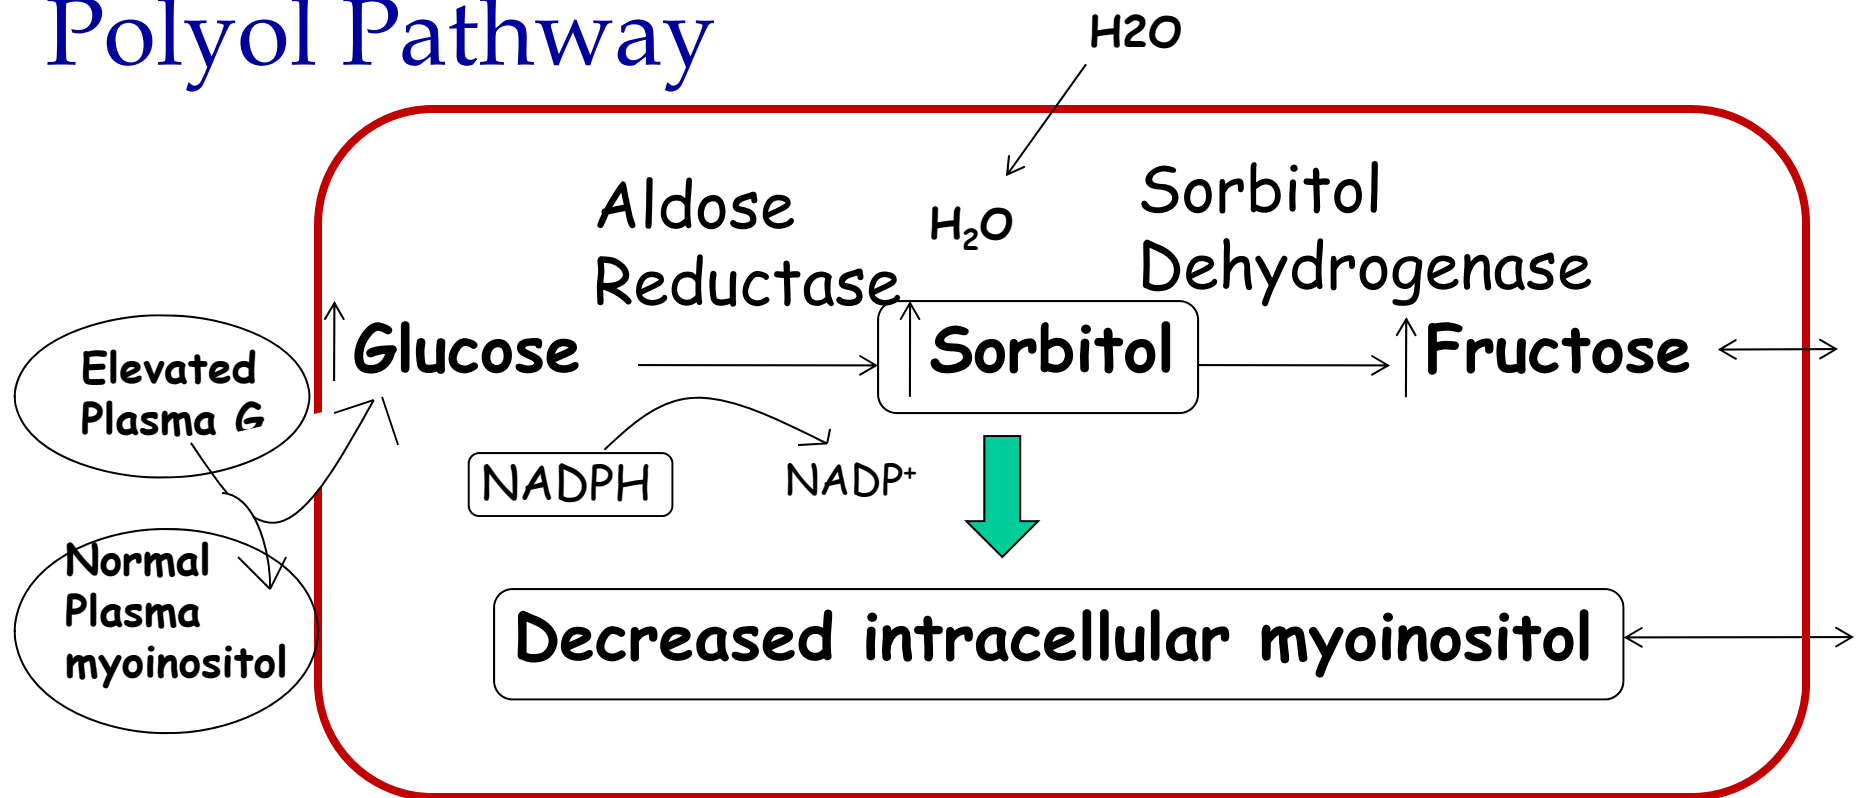 Polyol Pathway
H2O
Aldose
Reductase
H₂O
Sorbitol
Dehydrogenase
Elevated
Plasma G
Glucose
Sorbitol
Fructose
NADPH
NADP⁺
Normal
Plasma
myoinositol
Decreased intracellular myoinositol